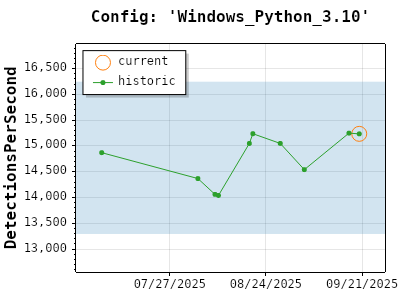 Config: 'Windows_Python_3.10'
current
historic
DetectionsPerSecond
16,500
16,000
15,500
15,000
14,500
14,000
13,500
13,000
07/27/2025
08/24/2025
09/21/2025